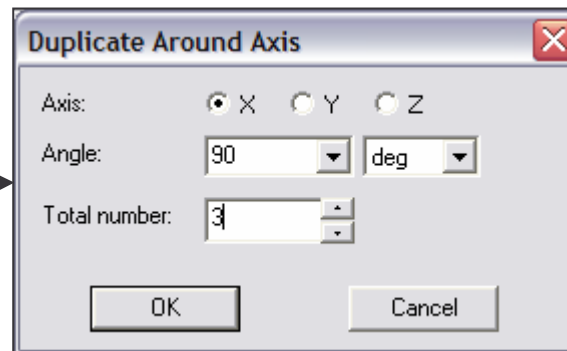 Duplicate Around Axis
Axis: X Y Z
Angle: 90 deg
Total number: 3
OK Cancel